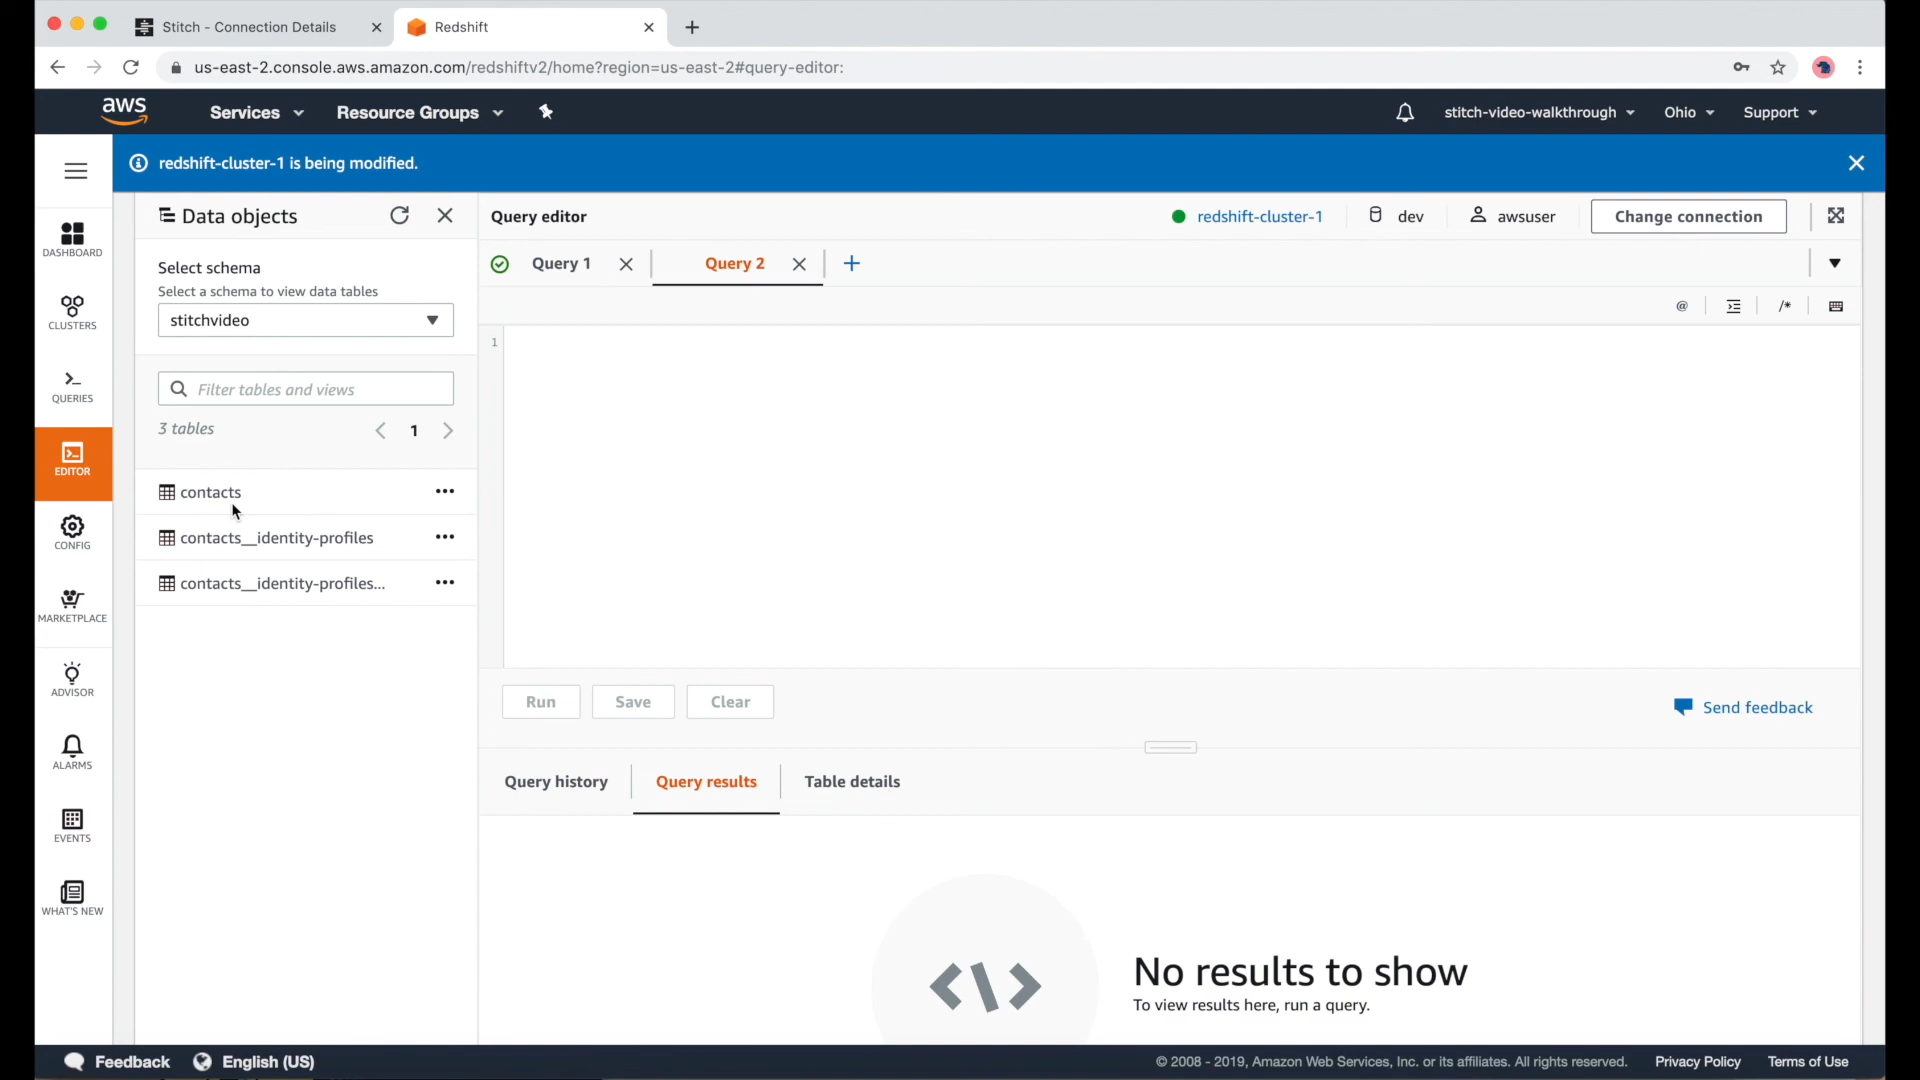 Stitch - Connection Details
Redshift
us-east-2.console.aws.amazon.com/redshiftv2/home?region=us-east-2#query-editor:
aws
Services
Resource Groups
stitch-video-walkthrough
Ohio
Support
redshift-cluster-1 is being modified.
DASHBOARD
CLUSTERS
QUERIES
EDITOR
CONFIG
MARKETPLACE
ADVISOR
ALARMS
EVENTS
WHAT'S NEW
Data objects
Select schema
Select a schema to view data tables
stitchvideo
Filter tables and views
3 tables
1
contacts
contacts__identity-profiles
contacts__identity-profiles...
Query editor
redshift-cluster-1
dev
awsuser
Change connection
Query 1
Query 2
@
/*
1
Run
Save
Clear
Send feedback
Query history
Query results
Table details
No results to show
To view results here, run a query.
Feedback
English (US)
© 2008 - 2019, Amazon Web Services, Inc. or its affiliates. All rights reserved.
Privacy Policy
Terms of Use